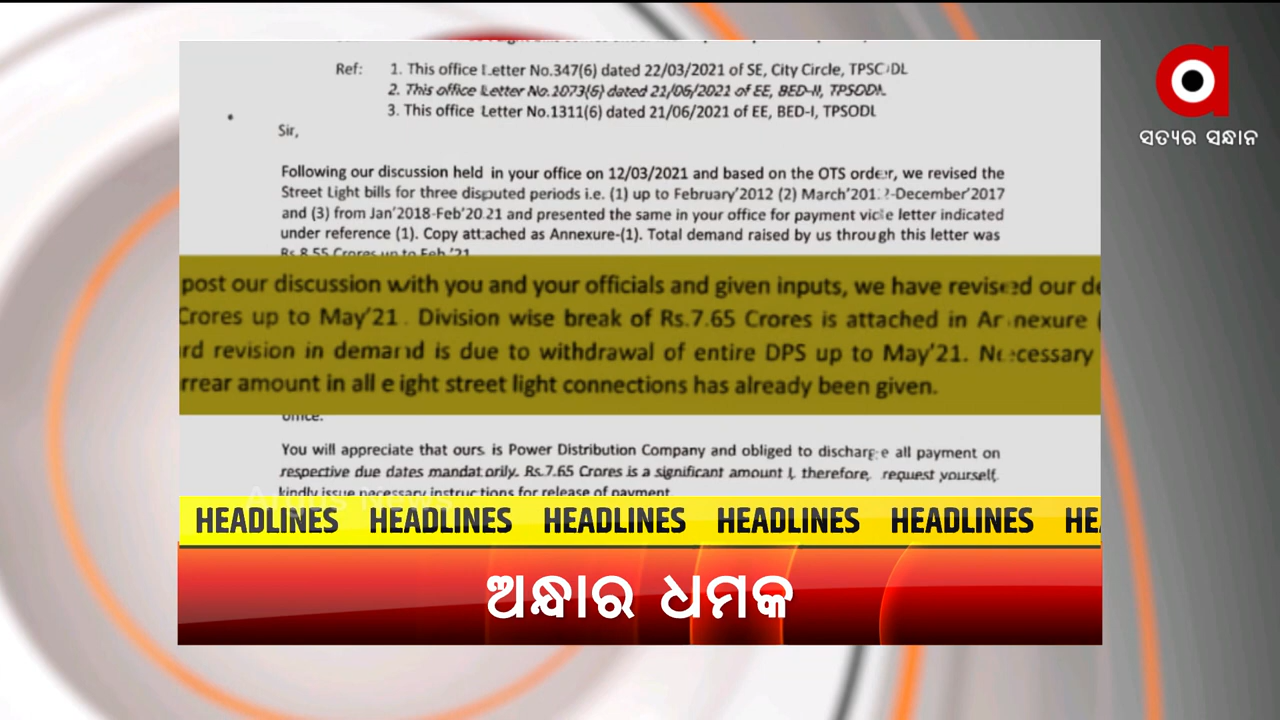 Ref: 1. This office Letter No.347(6) dated 22/03/2021 of SE, City Circle, TPSODL
2. This office Letter No.1073(6) dated 21/06/2021 of EE, BED-II, TPSODL
3. This office Letter No.1311(6) dated 21/06/2021 of EE, BED-I, TPSODL
Sir,
Following our discussion held in your office on 12/03/2021 and based on the OTS order, we revised the
Street Light bills for three disputed periods i.e. (1) up to February'2012 (2) March'2012-December'2017
and (3) from Jan'2018-Feb'2021 and presented the same in your office for payment vide letter indicated
under reference (1). Copy attached as Annexure-(1). Total demand raised by us through this letter was
Rs.8.55 Crores up to Feb.'21
post our discussion with you and your officials and given inputs, we have revised our de
Crores up to May'21. Division wise break of Rs.7.65 Crores is attached in Annexure (
rd revision in demand is due to withdrawal of entire DPS up to May'21. Necessary
rrear amount in all eight street light connections has already been given.
office.
You will appreciate that ours is Power Distribution Company and obliged to discharge all payment on
respective due dates mandatorily. Rs.7.65 Crores is a significant amount I, therefore, request yourself,
kindly issue necessary instructions for release of payment.
Argus News
HEADLINES HEADLINES HEADLINES HEADLINES HEADLINES HEA
ଅନ୍ଧାର ଧମକ
a
ସତ୍ୟର ସନ୍ଧାନ